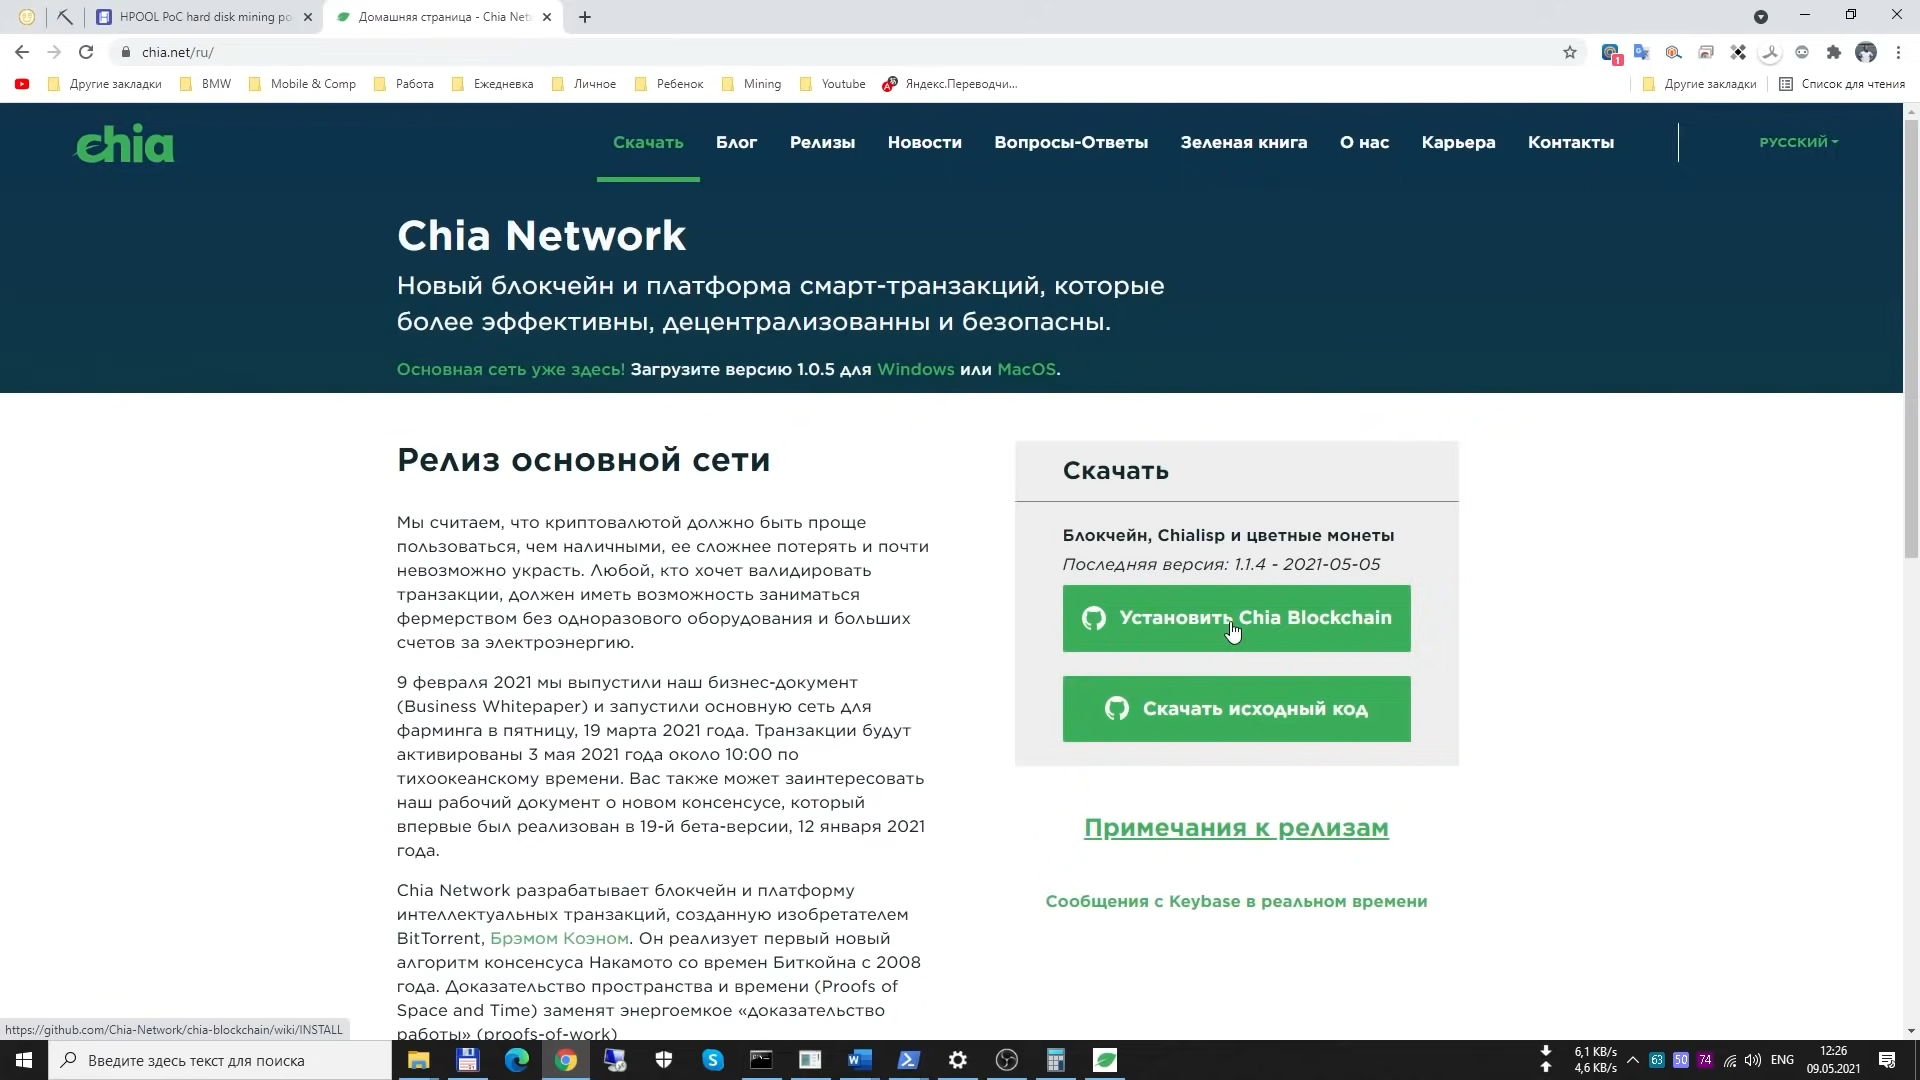 HPOOL PoC hard disk mining po
Домашняя страница - Chia Net
chia.net/ru/
1
Другие закладки
BMW
Mobile & Comp
Работа
Ежедневка
Личное
Ребенок
Mining
Youtube
Яндекс.Переводчи...
Другие закладки
Список для чтения
chia
Скачать
Блог
Релизы
Новости
Вопросы-Ответы
Зеленая книга
О нас
Карьера
Контакты
РУССКИЙ
Chia Network
Новый блокчейн и платформа смарт-транзакций, которые
более эффективны, децентрализованны и безопасны.
Основная сеть уже здесь! Загрузите версию 1.0.5 для Windows или MacOS.
Релиз основной сети
Мы считаем, что криптовалютой должно быть проще
пользоваться, чем наличными, ее сложнее потерять и почти
невозможно украсть. Любой, кто хочет валидировать
транзакции, должен иметь возможность заниматься
фермерством без одноразового оборудования и больших
счетов за электроэнергию.
9 февраля 2021 мы выпустили наш бизнес-документ
(Business Whitepaper) и запустили основную сеть для
фарминга в пятницу, 19 марта 2021 года. Транзакции будут
активированы 3 мая 2021 года около 10:00 по
тихоокеанскому времени. Вас также может заинтересовать
наш рабочий документ о новом консенсусе, который
впервые был реализован в 19-й бета-версии, 12 января 2021
года.
Chia Network разрабатывает блокчейн и платформу
интеллектуальных транзакций, созданную изобретателем
BitTorrent, Брэмом Коэном. Он реализует первый новый
алгоритм консенсуса Накамото со времен Биткойна с 2008
года. Доказательство пространства и времени (Proofs of
Space and Time) заменят энергоемкое «доказательство
работы» (proofs-of-work)
Скачать
Блокчейн, Chialisp и цветные монеты
Последняя версия: 1.1.4 - 2021-05-05
Установить Chia Blockchain
Скачать исходный код
Примечания к релизам
Сообщения с Keybase в реальном времени
https://github.com/Chia-Network/chia-blockchain/wiki/INSTALL
Введите здесь текст для поиска
6,1 KB/s
4,6 KB/s
63
50
74
ENG
12:26
09.05.2021